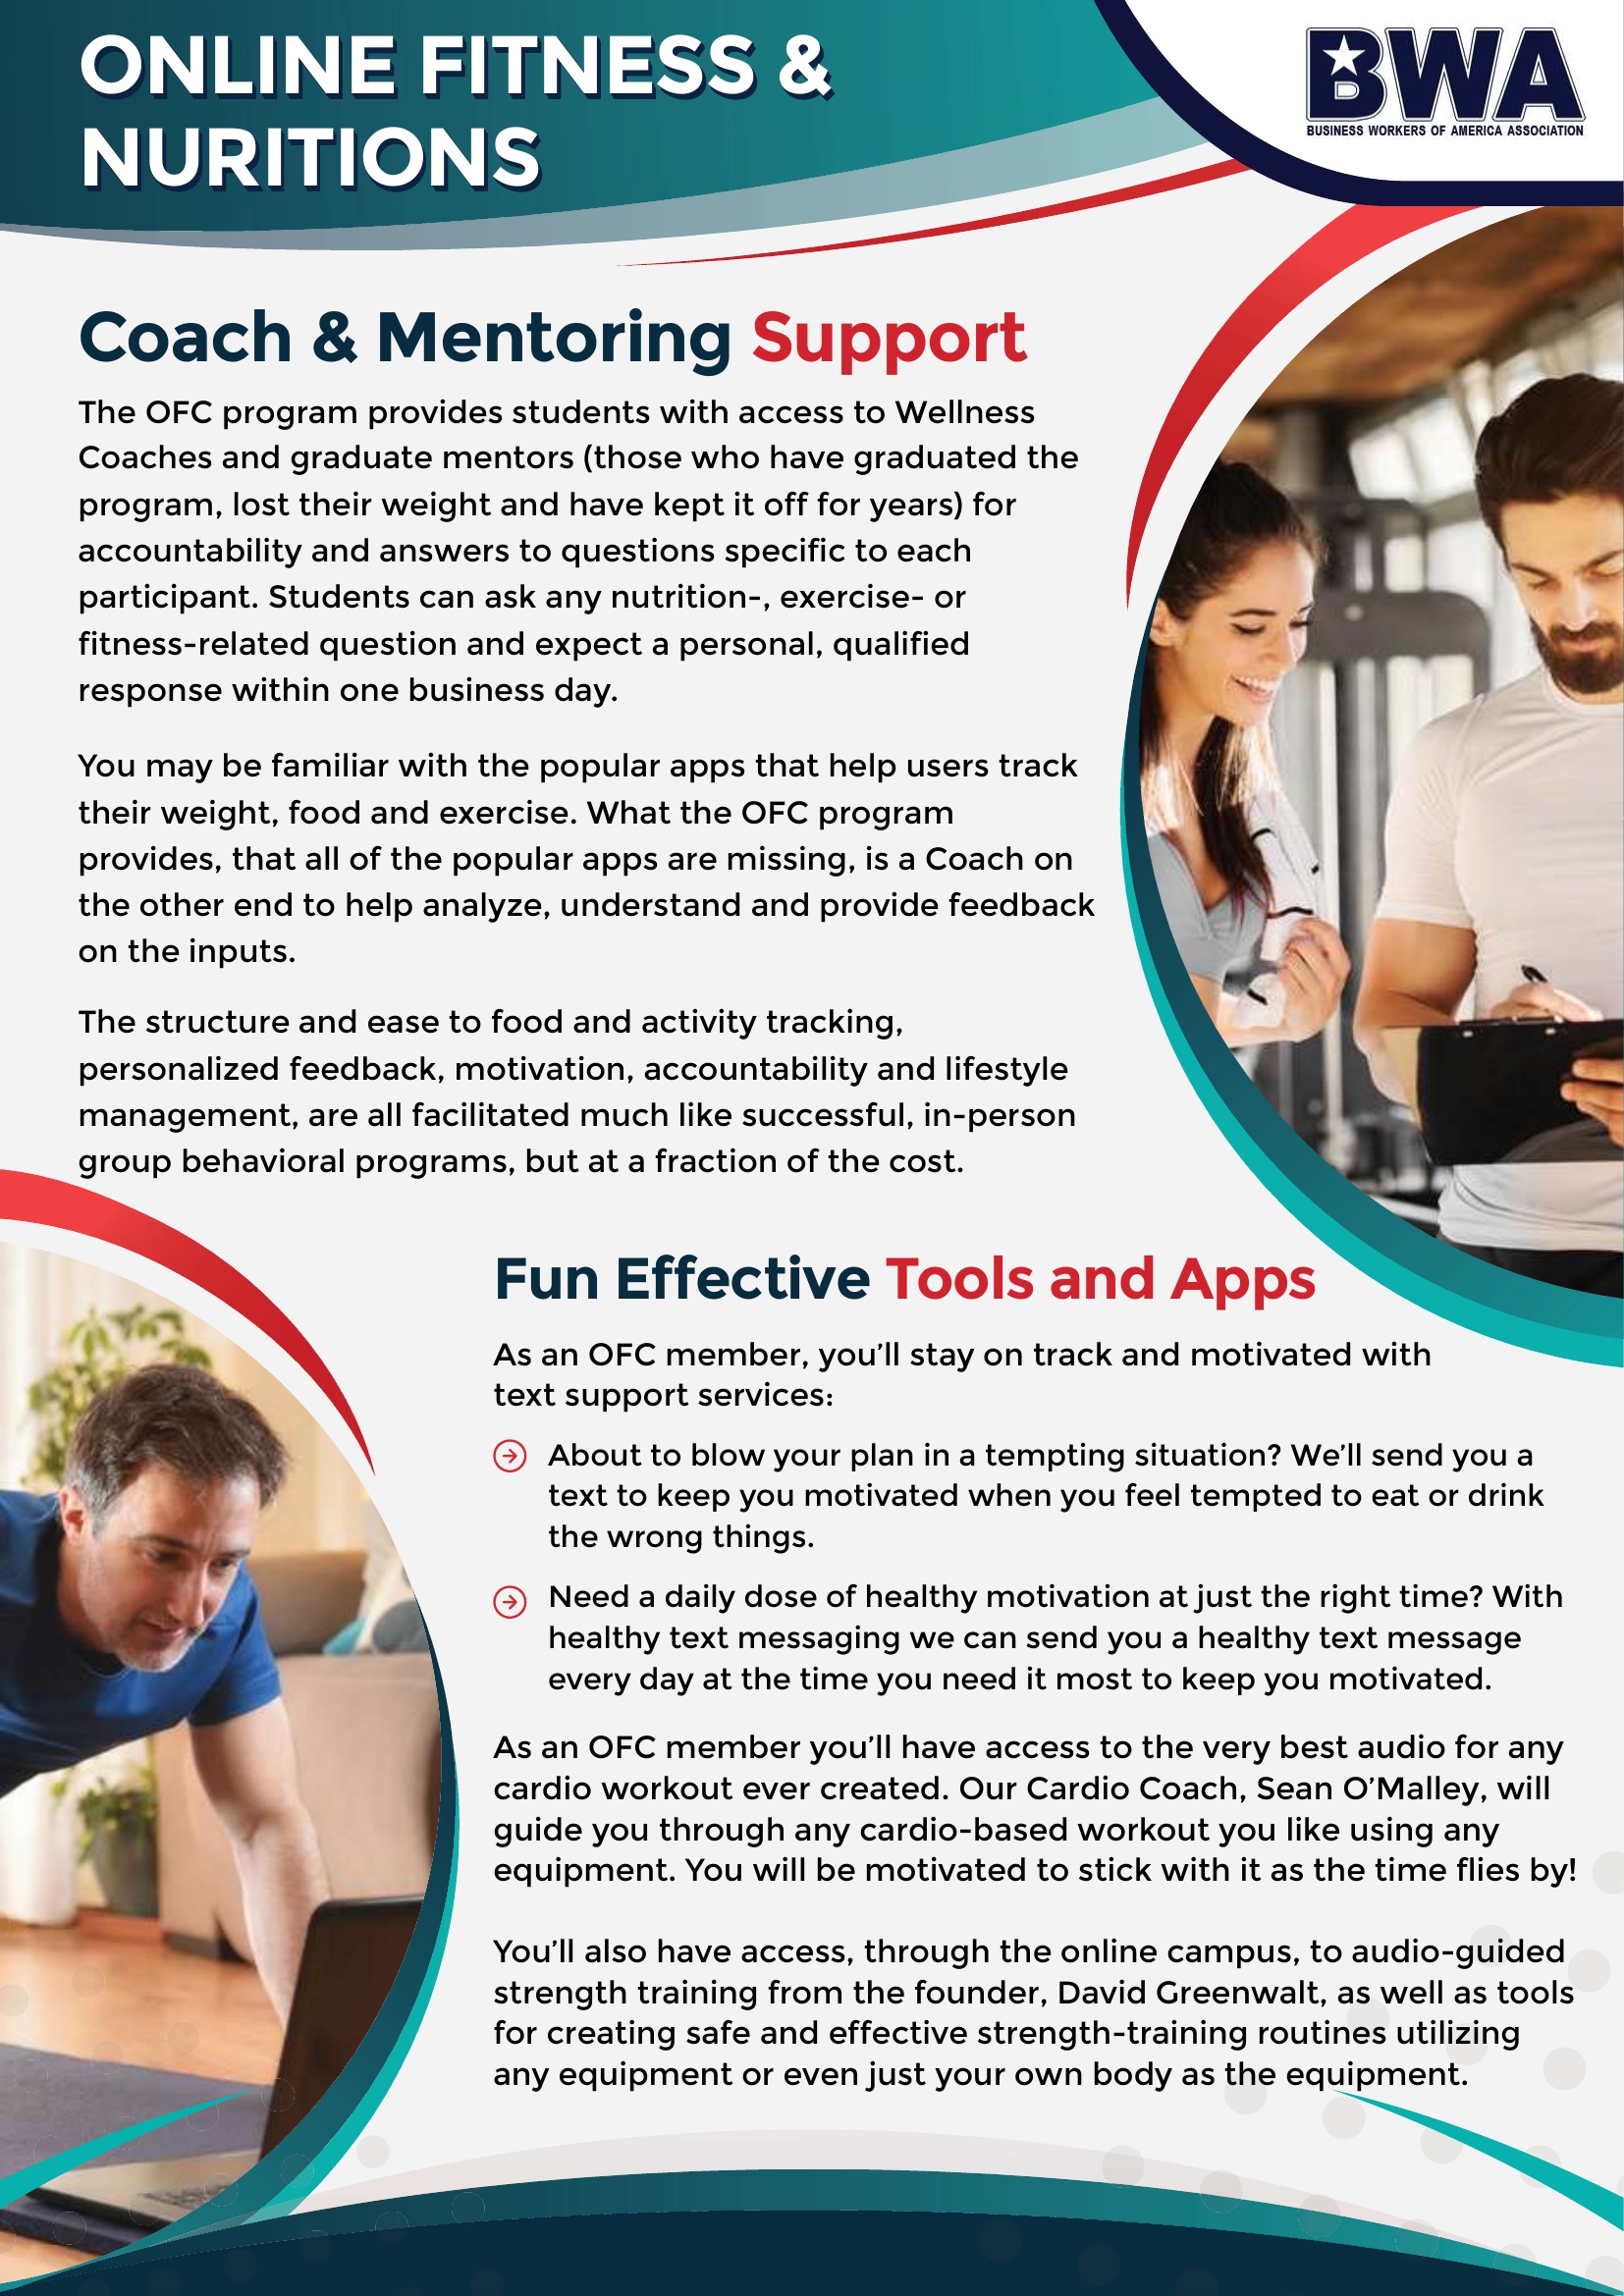 ONLINE FITNESS &
NURITIONS
BWA
BUSINESS WORKERS OF AMERICA ASSOCIATION
Coach & Mentoring Support
The OFC program provides students with access to Wellness
Coaches and graduate mentors (those who have graduated the
program, lost their weight and have kept it off for years) for
accountability and answers to questions specific to each
participant. Students can ask any nutrition-, exercise- or
fitness-related question and expect a personal, qualified
response within one business day.
You may be familiar with the popular apps that help users track
their weight, food and exercise. What the OFC program
provides, that all of the popular apps are missing, is a Coach on
the other end to help analyze, understand and provide feedback
on the inputs.
The structure and ease to food and activity tracking,
personalized feedback, motivation, accountability and lifestyle
management, are all facilitated much like successful, in-person
group behavioral programs, but at a fraction of the cost.
Fun Effective Tools and Apps
As an OFC member, you’ll stay on track and motivated with
text support services:
About to blow your plan in a tempting situation? We’ll send you a
text to keep you motivated when you feel tempted to eat or drink
the wrong things.
Need a daily dose of healthy motivation at just the right time? With
healthy text messaging we can send you a healthy text message
every day at the time you need it most to keep you motivated.
As an OFC member you’ll have access to the very best audio for any
cardio workout ever created. Our Cardio Coach, Sean O’Malley, will
guide you through any cardio-based workout you like using any
equipment. You will be motivated to stick with it as the time flies by!
You’ll also have access, through the online campus, to audio-guided
strength training from the founder, David Greenwalt, as well as tools
for creating safe and effective strength-training routines utilizing
any equipment or even just your own body as the equipment.